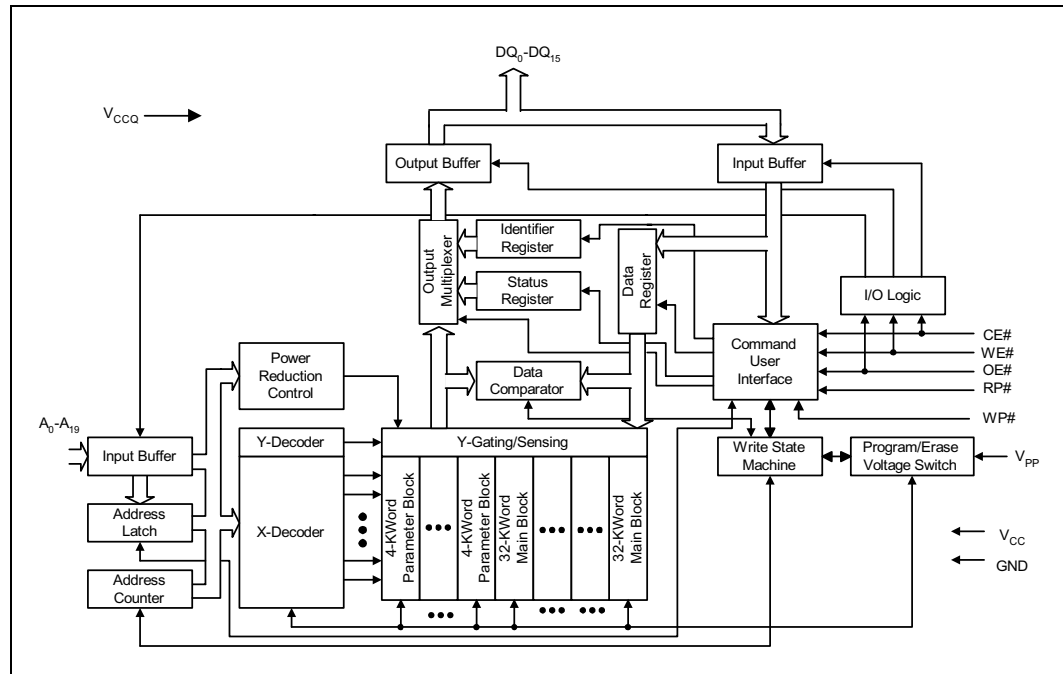 DQ0-DQ15
VCCQ
Output Buffer
Input Buffer
Output
Multiplexer
Identifier
Register
Status
Register
Data
Register
I/O Logic
Command
User
Interface
CE#
WE#
OE#
RP#
WP#
Power
Reduction
Control
Data
Comparator
A0-A19
Input Buffer
Y-Decoder
Y-Gating/Sensing
Write State
Machine
Program/Erase
Voltage Switch
VPP
Address
Latch
X-Decoder
4-KWord
Parameter Block
4-KWord
Parameter Block
32-KWord
Main Block
32-KWord
Main Block
VCC
GND
Address
Counter